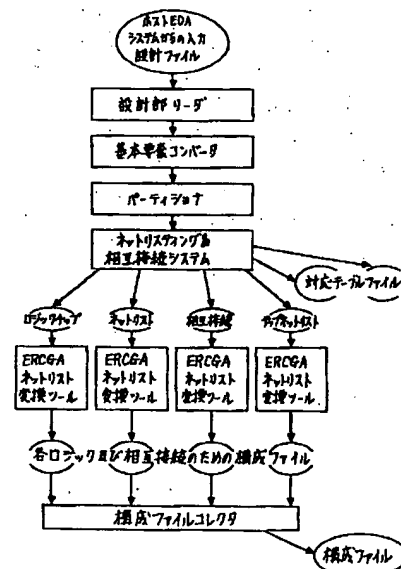 ホストEDA
システムからの入力
設計ファイル
設計部リーダ
基本要素コンバータ
パーティショナ
ネットリスティング&
相互接続システム
対応テーブルファイル
ロジックチップ ネットリスト 相互接続 チップネットリスト
ERCGA ERCGA ERCGA ERCGA
ネットリスト ネットリスト ネットリスト ネットリスト
変換ツール 変換ツール 変換ツール 変換ツール
各ロジック及び相互接続のための構成ファイル
構成ファイルコレクタ
構成ファイル